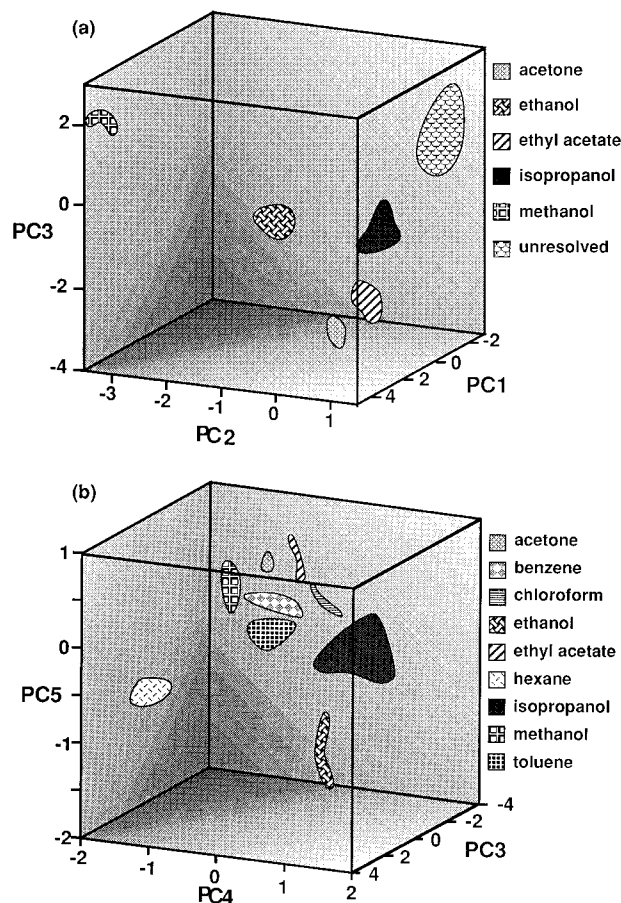 (a)
acetone
ethanol
ethyl acetate
isopropanol
methanol
unresolved
2
0
-2
-4
PC3
-3
-2
-1
0
1
PC2
4
2
0
-2
PC1
(b)
acetone
benzene
chloroform
ethanol
ethyl acetate
hexane
isopropanol
methanol
toluene
1
0
-1
-2
PC5
-2
-1
0
1
2
PC4
4
2
0
-2
-4
PC3